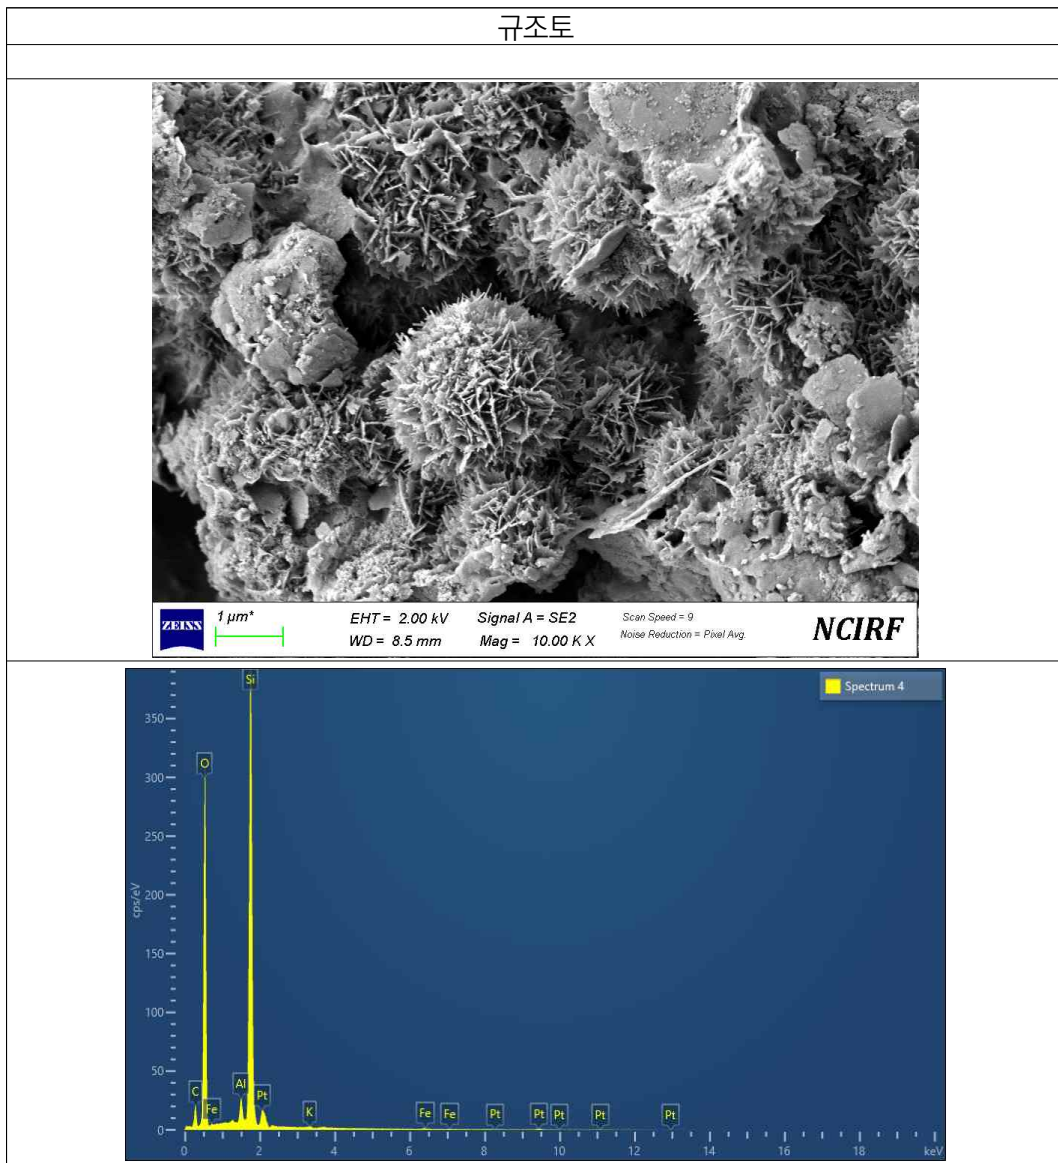 규조토
ZEISS
1 µm*
EHT = 2.00 kV Signal A = SE2 Scan Speed = 9
WD = 8.5 mm Mag = 10.00 K X Noise Reduction = Pixel Avg.
NCIRF
Spectrum 4
Si
350
O
300
250
cps/eV
200
150
100
50
C Fe Al Pt K Fe Fe Pt Pt Pt Pt Pt
0
0 2 4 6 8 10 12 14 16 18 keV